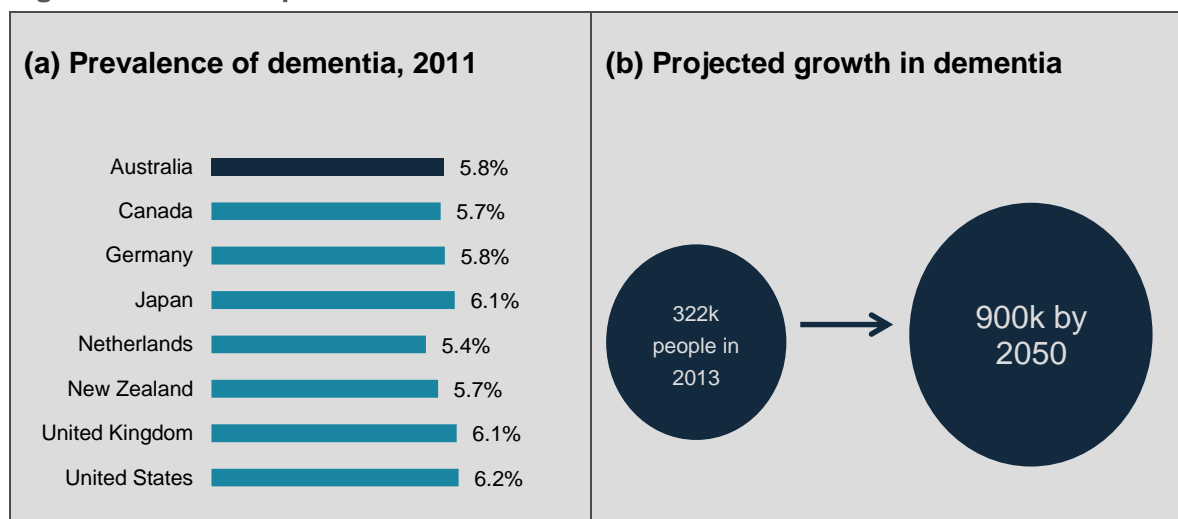 (a) Prevalence of dementia, 2011
Australia 5.8%
Canada 5.7%
Germany 5.8%
Japan 6.1%
Netherlands 5.4%
New Zealand 5.7%
United Kingdom 6.1%
United States 6.2%
(b) Projected growth in dementia
322k
people in
2013
900k by
2050